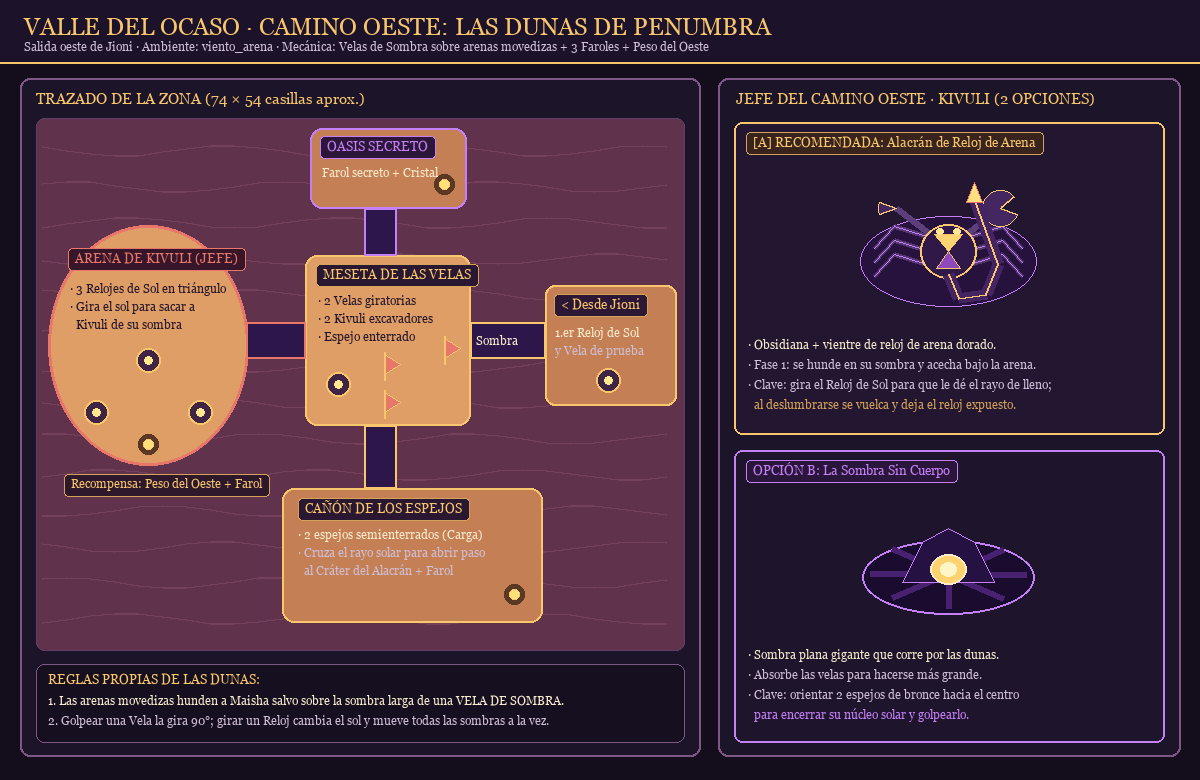 VALLE DEL OCASO · CAMINO OESTE: LAS DUNAS DE PENUMBRA
Salida oeste de Jioni · Ambiente: viento_arena · Mecánica: Velas de Sombra sobre arenas movedizas + 3 Faroles + Peso del Oeste
TRAZADO DE LA ZONA (74 × 54 casillas aprox.)
OASIS SECRETO
Farol secreto + Cristal
ARENA DE KIVULI (JEFE)
· 3 Relojes de Sol en triángulo
· Gira el sol para sacar a
Kivuli de su sombra
MESETA DE LAS VELAS
· 2 Velas giratorias
· 2 Kivuli excavadores
· Espejo enterrado
Sombra
< Desde Jioni
1.er Reloj de Sol
y Vela de prueba
Recompensa: Peso del Oeste + Farol
CAÑÓN DE LOS ESPEJOS
· 2 espejos semienterrados (Carga)
· Cruza el rayo solar para abrir paso
al Cráter del Alacrán + Farol
REGLAS PROPIAS DE LAS DUNAS:
1. Las arenas movedizas hunden a Maisha salvo sobre la sombra larga de una VELA DE SOMBRA.
2. Golpear una Vela la gira 90°; girar un Reloj cambia el sol y mueve todas las sombras a la vez.
JEFE DEL CAMINO OESTE · KIVULI (2 OPCIONES)
[A] RECOMENDADA: Alacrán de Reloj de Arena
· Obsidiana + vientre de reloj de arena dorado.
· Fase 1: se hunde en su sombra y acecha bajo la arena.
· Clave: gira el Reloj de Sol para que le dé el rayo de lleno;
al deslumbrarse se vuelca y deja el reloj expuesto.
OPCIÓN B: La Sombra Sin Cuerpo
· Sombra plana gigante que corre por las dunas.
· Absorbe las velas para hacerse más grande.
· Clave: orientar 2 espejos de bronce hacia el centro
para encerrar su núcleo solar y golpearlo.